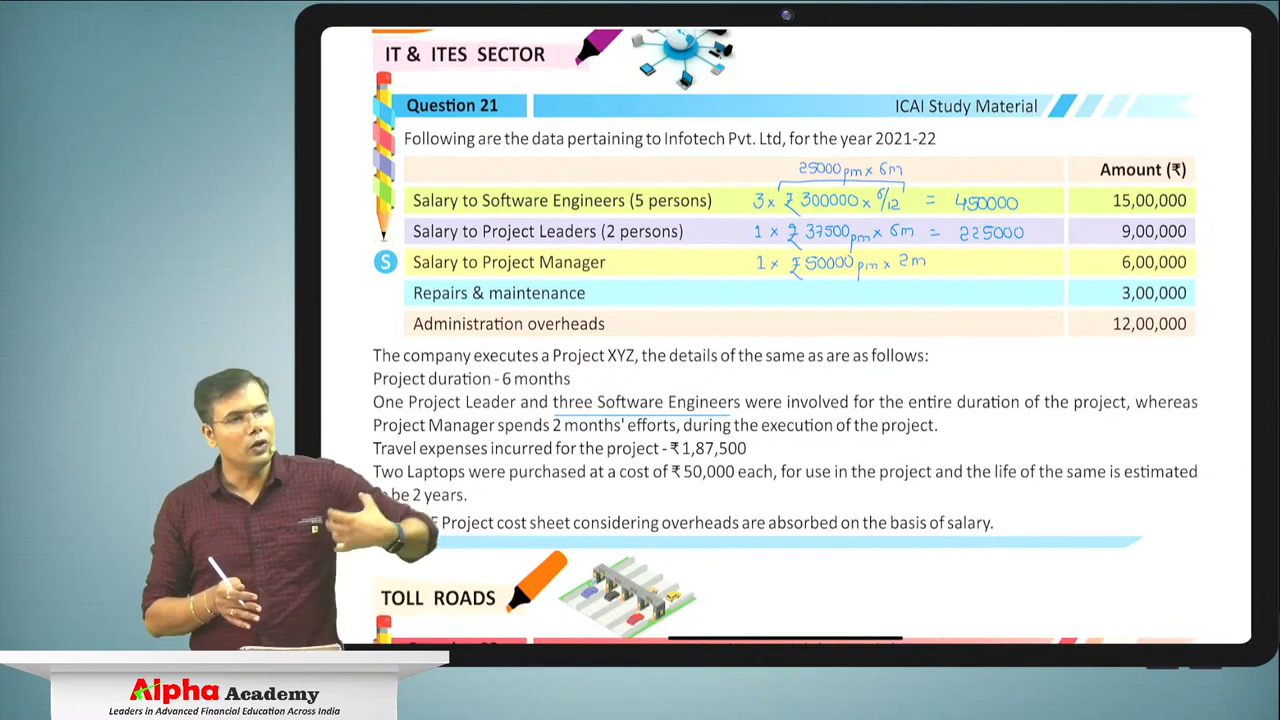 IT & ITES SECTOR
Question 21 ICAI Study Material
Following are the data pertaining to Infotech Pvt. Ltd, for the year 2021-22
25000pm x 6m Amount (₹)
Salary to Software Engineers (5 persons) 3 x ₹ 300000 x 6/12 = 450000 15,00,000
Salary to Project Leaders (2 persons) 1 x ₹ 37500pm x 6m = 225000 9,00,000
S Salary to Project Manager 1 x ₹ 50000pm x 2m 6,00,000
Repairs & maintenance 3,00,000
Administration overheads 12,00,000
The company executes a Project XYZ, the details of the same as are as follows:
Project duration - 6 months
One Project Leader and three Software Engineers were involved for the entire duration of the project, whereas
Project Manager spends 2 months' efforts, during the execution of the project.
Travel expenses incurred for the project - ₹ 1,87,500
Two Laptops were purchased at a cost of ₹ 50,000 each, for use in the project and the life of the same is estimated
be 2 years.
Project cost sheet considering overheads are absorbed on the basis of salary.
TOLL ROADS
Alpha Academy
Leaders in Advanced Financial Education Across India